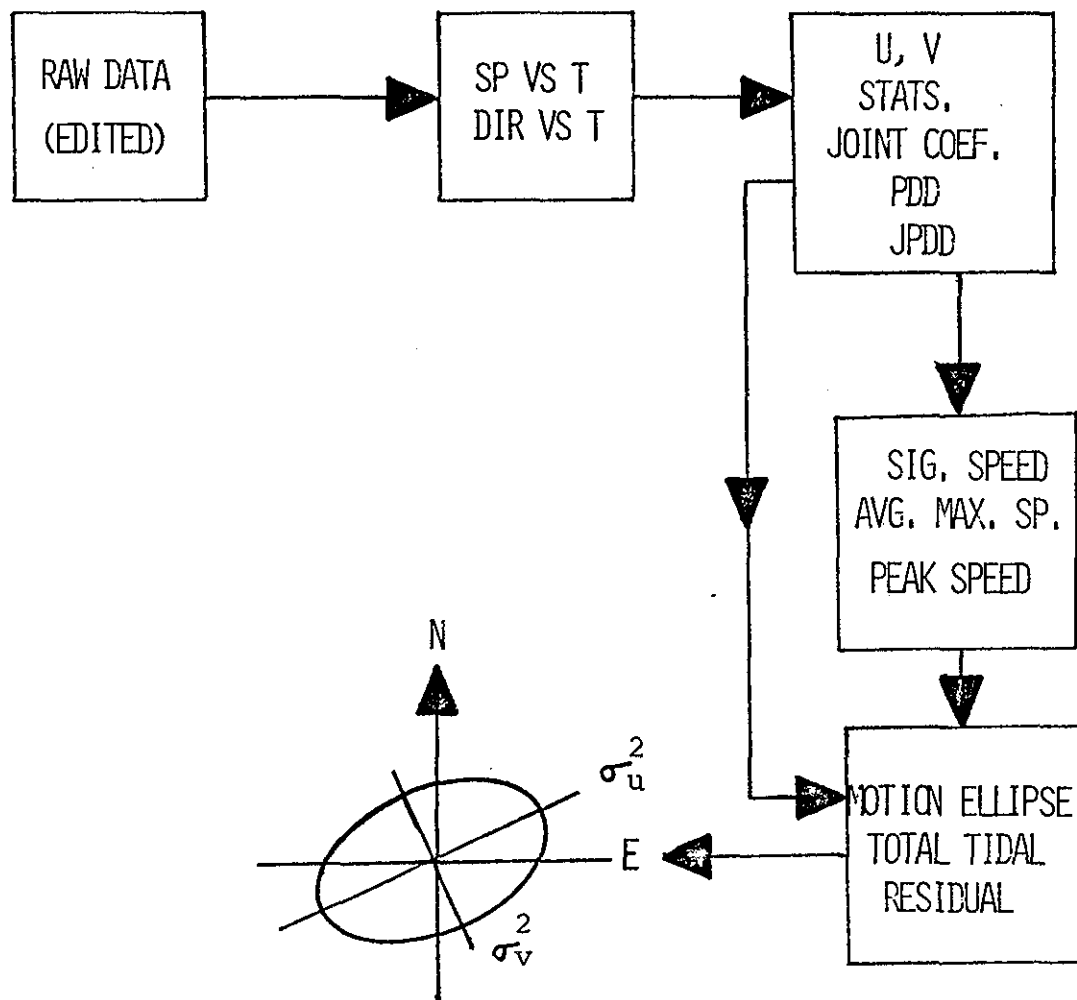 RAW DATA
(EDITED)
SP VS T
DIR VS T
U, V
STATS.
JOINT COEF.
PDD
JPDD
SIG. SPEED
AVG. MAX. SP.
PEAK SPEED
MOTION ELLIPSE
TOTAL TIDAL
RESIDUAL
N
E
σ_u^2
σ_v^2